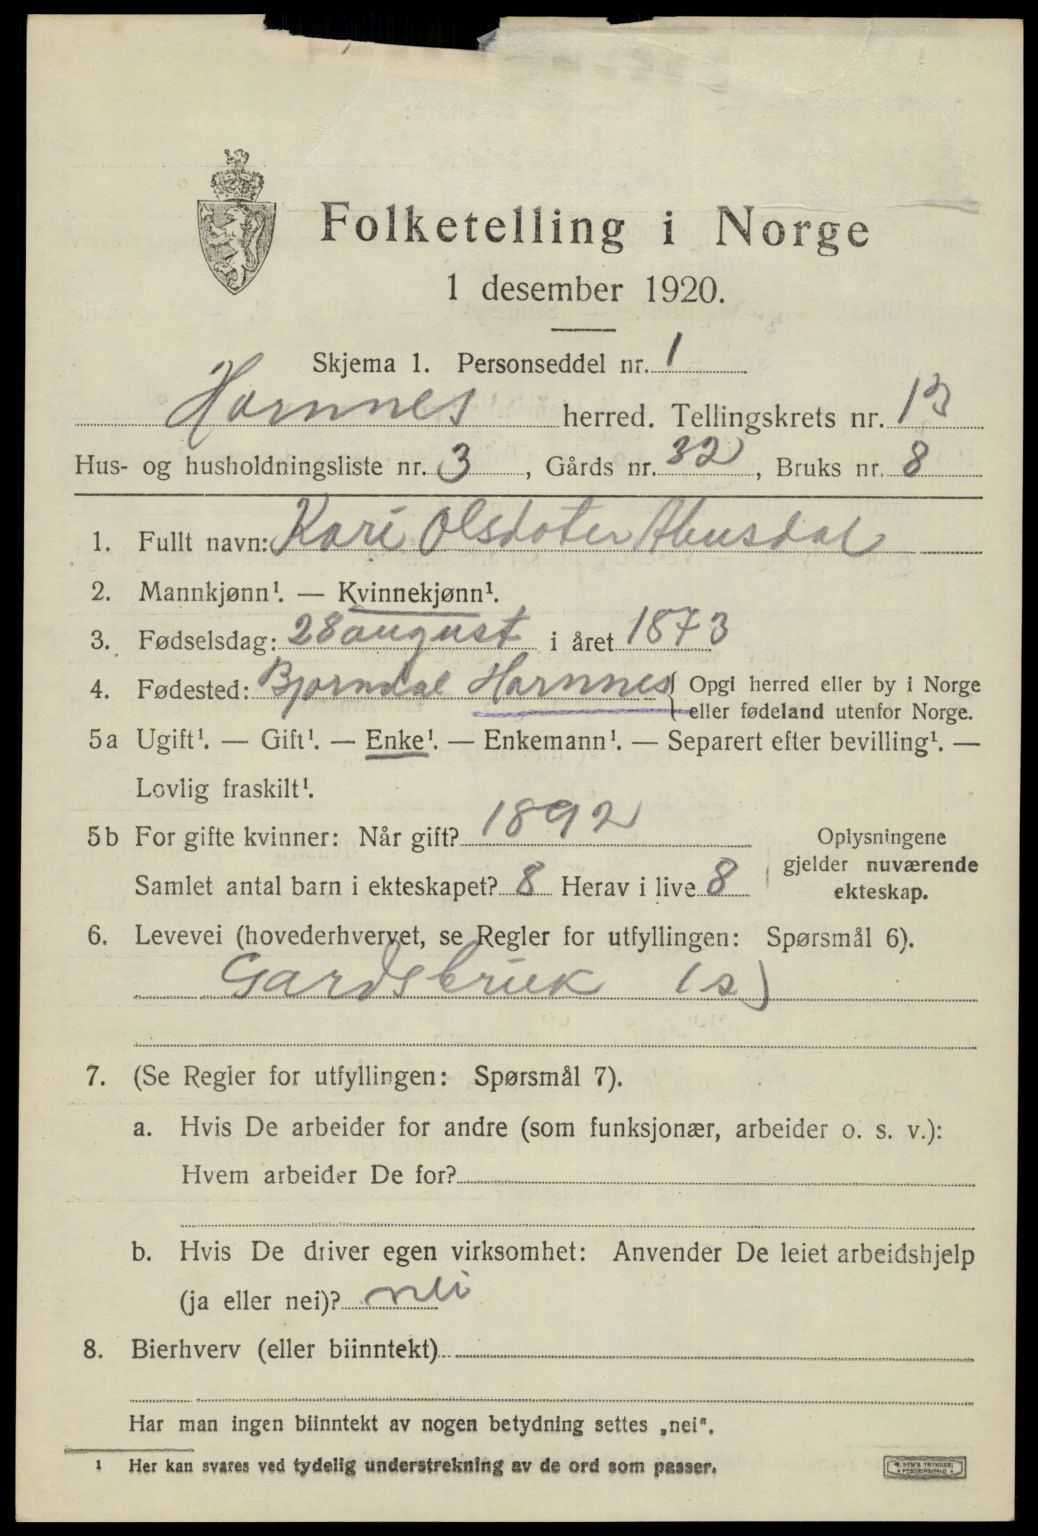 Folketelling i Norge
1 desember 1920.
Skjema 1. Personseddel nr. 1
Hornnes herred. Tellingskrets nr. 13
Hus- og husholdningsliste nr. 3, Gårds nr. 32, Bruks nr. 8
1. Fullt navn: Kari Olsdoter Abusdal
2. Mannkjønn¹. — Kvinnekjønn¹.
3. Fødselsdag: 28 august i året 1873
4. Fødested: Bjorndal Hornnes { Opgi herred eller by i Norge
eller fødeland utenfor Norge.
5a Ugift¹. — Gift¹. — Enke¹. — Enkemann¹. — Separert efter bevilling¹. —
Lovlig fraskilt¹.
5b For gifte kvinner: Når gift? 1892
Samlet antal barn i ekteskapet? 8 Herav i live 8
Oplysningene
gjelder nuværende
ekteskap.
6. Levevei (hovederhvervet, se Regler for utfyllingen: Spørsmål 6).
Gardsbruk (s)
7. (Se Regler for utfyllingen: Spørsmål 7).
a. Hvis De arbeider for andre (som funksjonær, arbeider o. s. v.):
Hvem arbeider De for?
b. Hvis De driver egen virksomhet: Anvender De leiet arbeidshjelp
(ja eller nei)? nei
8. Bierhverv (eller biinntekt)
Har man ingen biinntekt av nogen betydning settes „nei“.
¹ Her kan svares ved tydelig understrekning av de ord som passer.